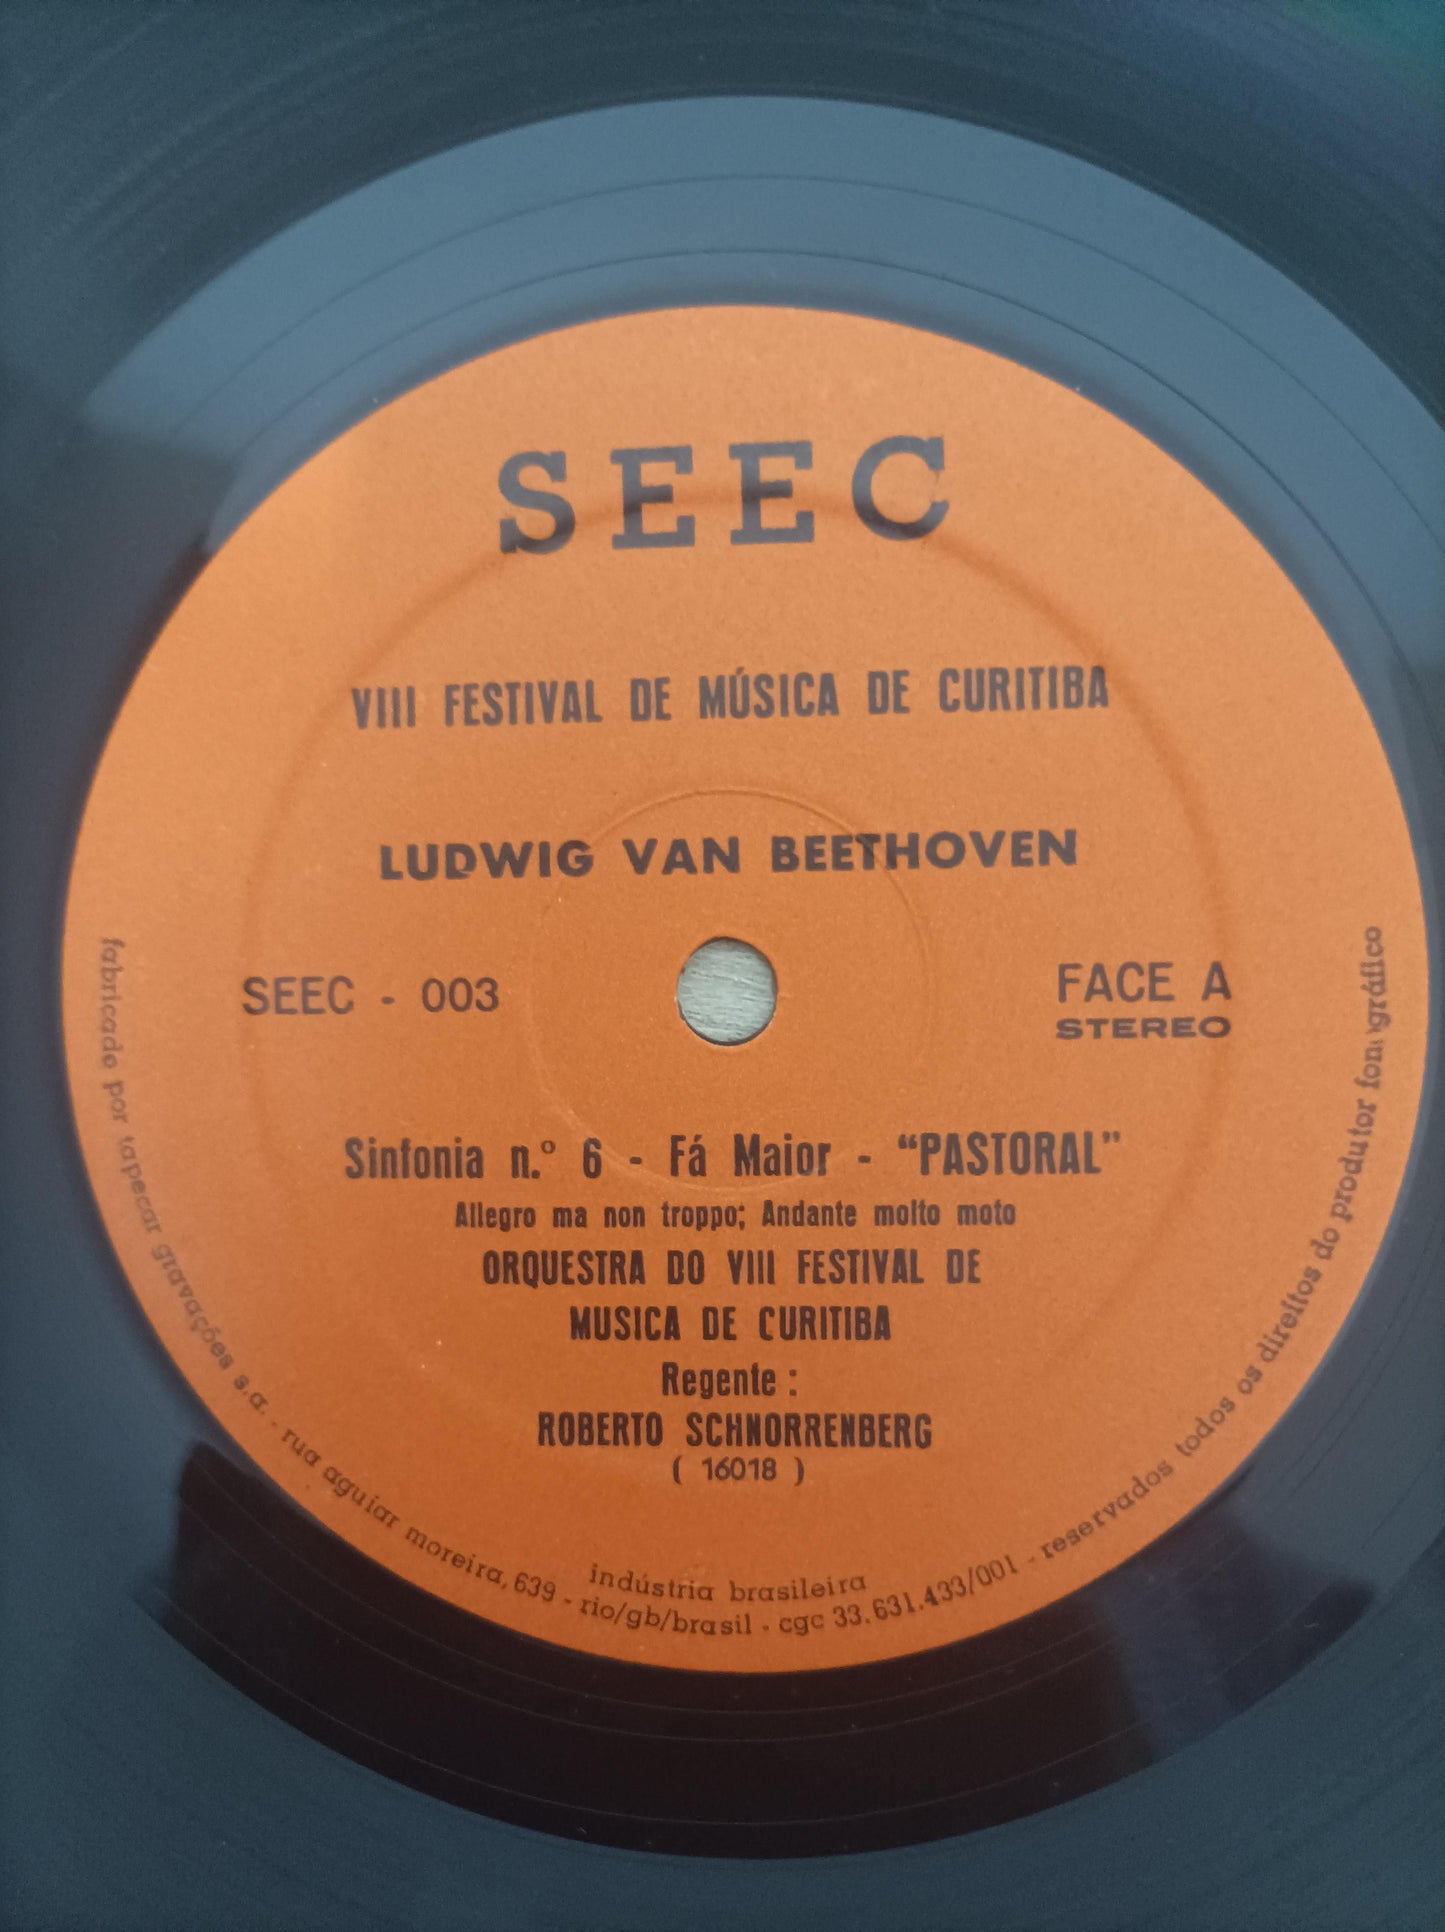 SEEC
VIII FESTIVAL DE MÚSICA DE CURITIBA
LUDWIG VAN BEETHOVEN
SEEC - 003
FACE A
STEREO
Sinfonia n.º 6 - Fá Maior - “PASTORAL”
Allegro ma non troppo; Andante molto moto
ORQUESTRA DO VIII FESTIVAL DE
MUSICA DE CURITIBA
Regente :
ROBERTO SCHNORRENBERG
( 16018 )
indústria brasileira
fabricado por tapecar gravações s.a. - rua aguiar moreira, 639 - rio/gb/brasil - cgc 33.631.433/001 - reservados todos os direitos do produtor fonográfico